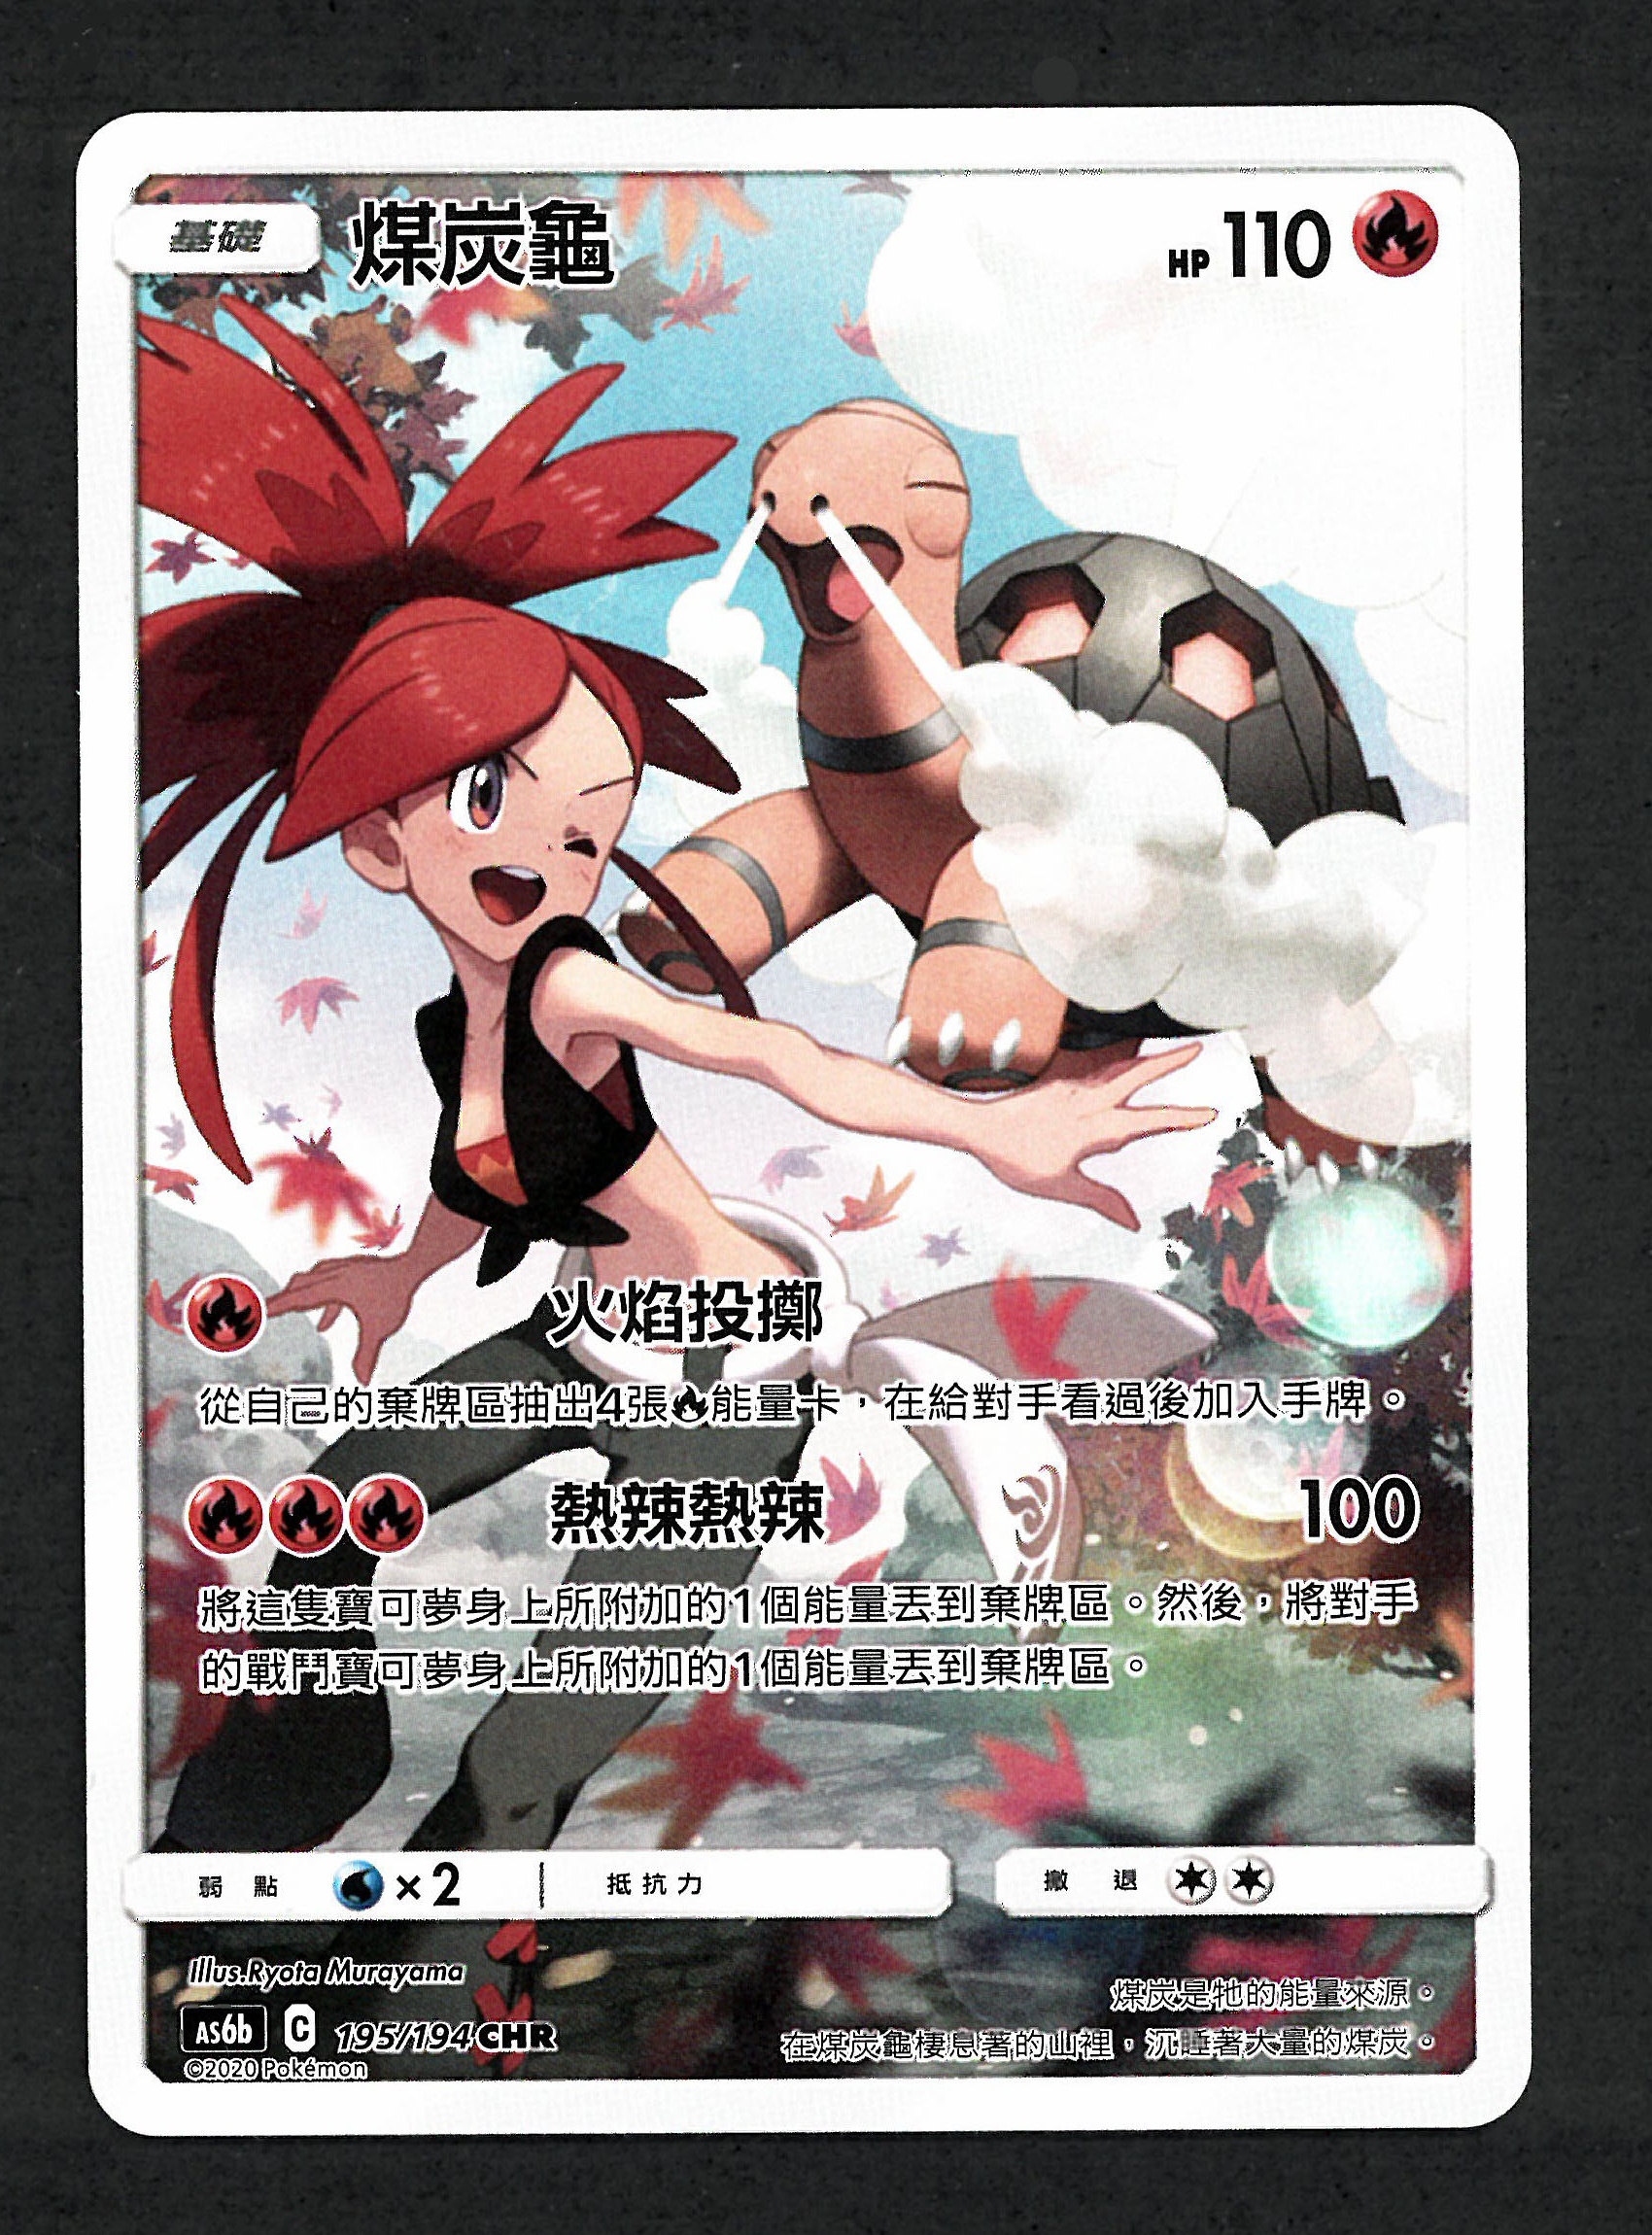 基礎 煤炭龜 HP 110
火焰投擲
從自己的棄牌區抽出4張能量卡，在給對手看過後加入手牌。
熱辣熱辣 100
將這隻寶可夢身上所附加的1個能量丟到棄牌區。然後，將對手
的戰鬥寶可夢身上所附加的1個能量丟到棄牌區。
弱點 ×2 抵抗力 撤退
Illus.Ryota Murayama
AS6b C 195/194 CHR
©2020 Pokémon
煤炭是牠的能量來源。
在煤炭龜棲息著的山裡，沉睡著大量的煤炭。